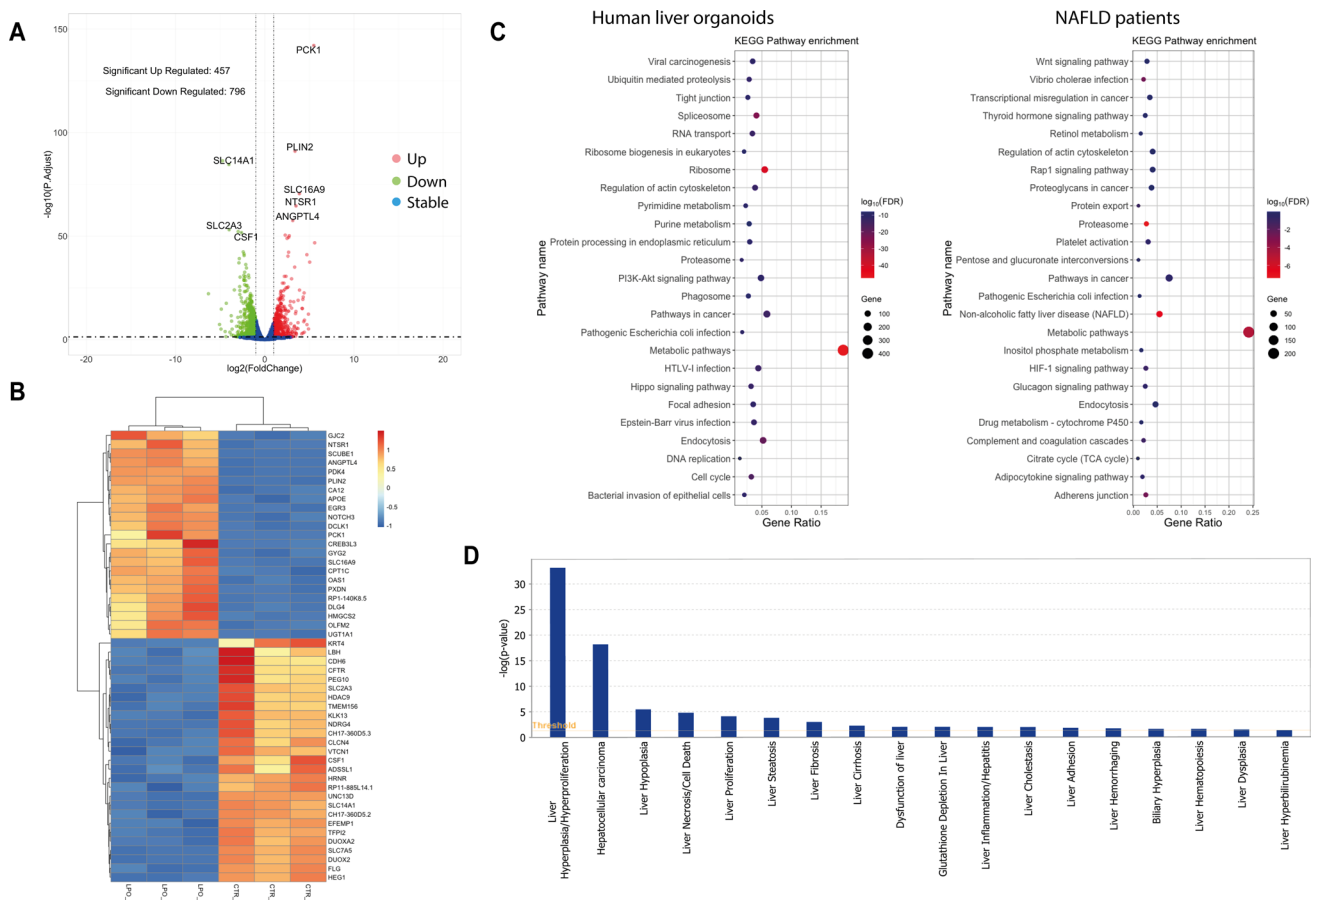 A
150
100
50
0
-log10(P.Adjust)
Significant Up Regulated: 457
Significant Down Regulated: 796
PCK1
PLIN2
SLC14A1
SLC16A9
NTSR1
ANGPTL4
SLC2A3
CSF1
Up
Down
Stable
-20
-10
0
10
20
log2(FoldChange)
B
GJC2
NTSR1
SCUBE1
ANGPTL4
PDK4
PLIN2
CA12
APOE
EGR3
NOTCH3
DCLK1
PCK1
CREB3L3
GYG2
SLC16A9
CPT1C
OAS1
PXDN
RP1-140K8.5
DLG4
HMGCS2
OLFM2
UGT1A1
KRT4
LBH
CDH6
CFTR
PEG10
SLC2A3
HDAC9
TMEM156
KLK13
NDRG4
CH17-360D5.3
CLCN4
VTCN1
CSF1
ADSSL1
HRNR
RP11-885L14.1
UNC13D
SLC14A1
CH17-360D5.2
EFEMP1
TFPI2
DUOXA2
SLC7A5
DUOX2
FLG
HEG1
1
0.5
0
-0.5
-1
LPO_
LPO_
LPO_
CTR_
CTR_
CTR_
C
Human liver organoids
KEGG Pathway enrichment
Pathway name
Viral carcinogenesis
Ubiquitin mediated proteolysis
Tight junction
Spliceosome
RNA transport
Ribosome biogenesis in eukaryotes
Ribosome
Regulation of actin cytoskeleton
Pyrimidine metabolism
Purine metabolism
Protein processing in endoplasmic reticulum
Proteasome
PI3K-Akt signaling pathway
Phagosome
Pathways in cancer
Pathogenic Escherichia coli infection
Metabolic pathways
HTLV-I infection
Hippo signaling pathway
Focal adhesion
Epstein-Barr virus infection
Endocytosis
DNA replication
Cell cycle
Bacterial invasion of epithelial cells
0.05 0.10 0.15
Gene Ratio
log10(FDR)
-10
-20
-30
-40
Gene
100
200
300
400
NAFLD patients
KEGG Pathway enrichment
Pathway name
Wnt signaling pathway
Vibrio cholerae infection
Transcriptional misregulation in cancer
Thyroid hormone signaling pathway
Retinol metabolism
Regulation of actin cytoskeleton
Rap1 signaling pathway
Proteoglycans in cancer
Protein export
Proteasome
Platelet activation
Pentose and glucuronate interconversions
Pathways in cancer
Pathogenic Escherichia coli infection
Non-alcoholic fatty liver disease (NAFLD)
Metabolic pathways
Inositol phosphate metabolism
HIF-1 signaling pathway
Glucagon signaling pathway
Endocytosis
Drug metabolism - cytochrome P450
Complement and coagulation cascades
Citrate cycle (TCA cycle)
Adipocytokine signaling pathway
Adherens junction
0.00 0.05 0.10 0.15 0.20 0.25
Gene Ratio
log10(FDR)
-2
-4
-6
Gene
50
100
150
200
D
-log(p-value)
30
25
20
15
10
5
0
Threshold
Liver
Hyperplasia/Hyperproliferation
Hepatocellular carcinoma
Liver Hypoplasia
Liver Necrosis/Cell Death
Liver Proliferation
Liver Steatosis
Liver Fibrosis
Liver Cirrhosis
Dysfunction of liver
Glutathione Depletion In Liver
Liver Inflammation/Hepatitis
Liver Cholestasis
Liver Adhesion
Liver Hemorrhaging
Biliary Hyperplasia
Liver Hematopoiesis
Liver Dysplasia
Liver Hyperbilirubinemia